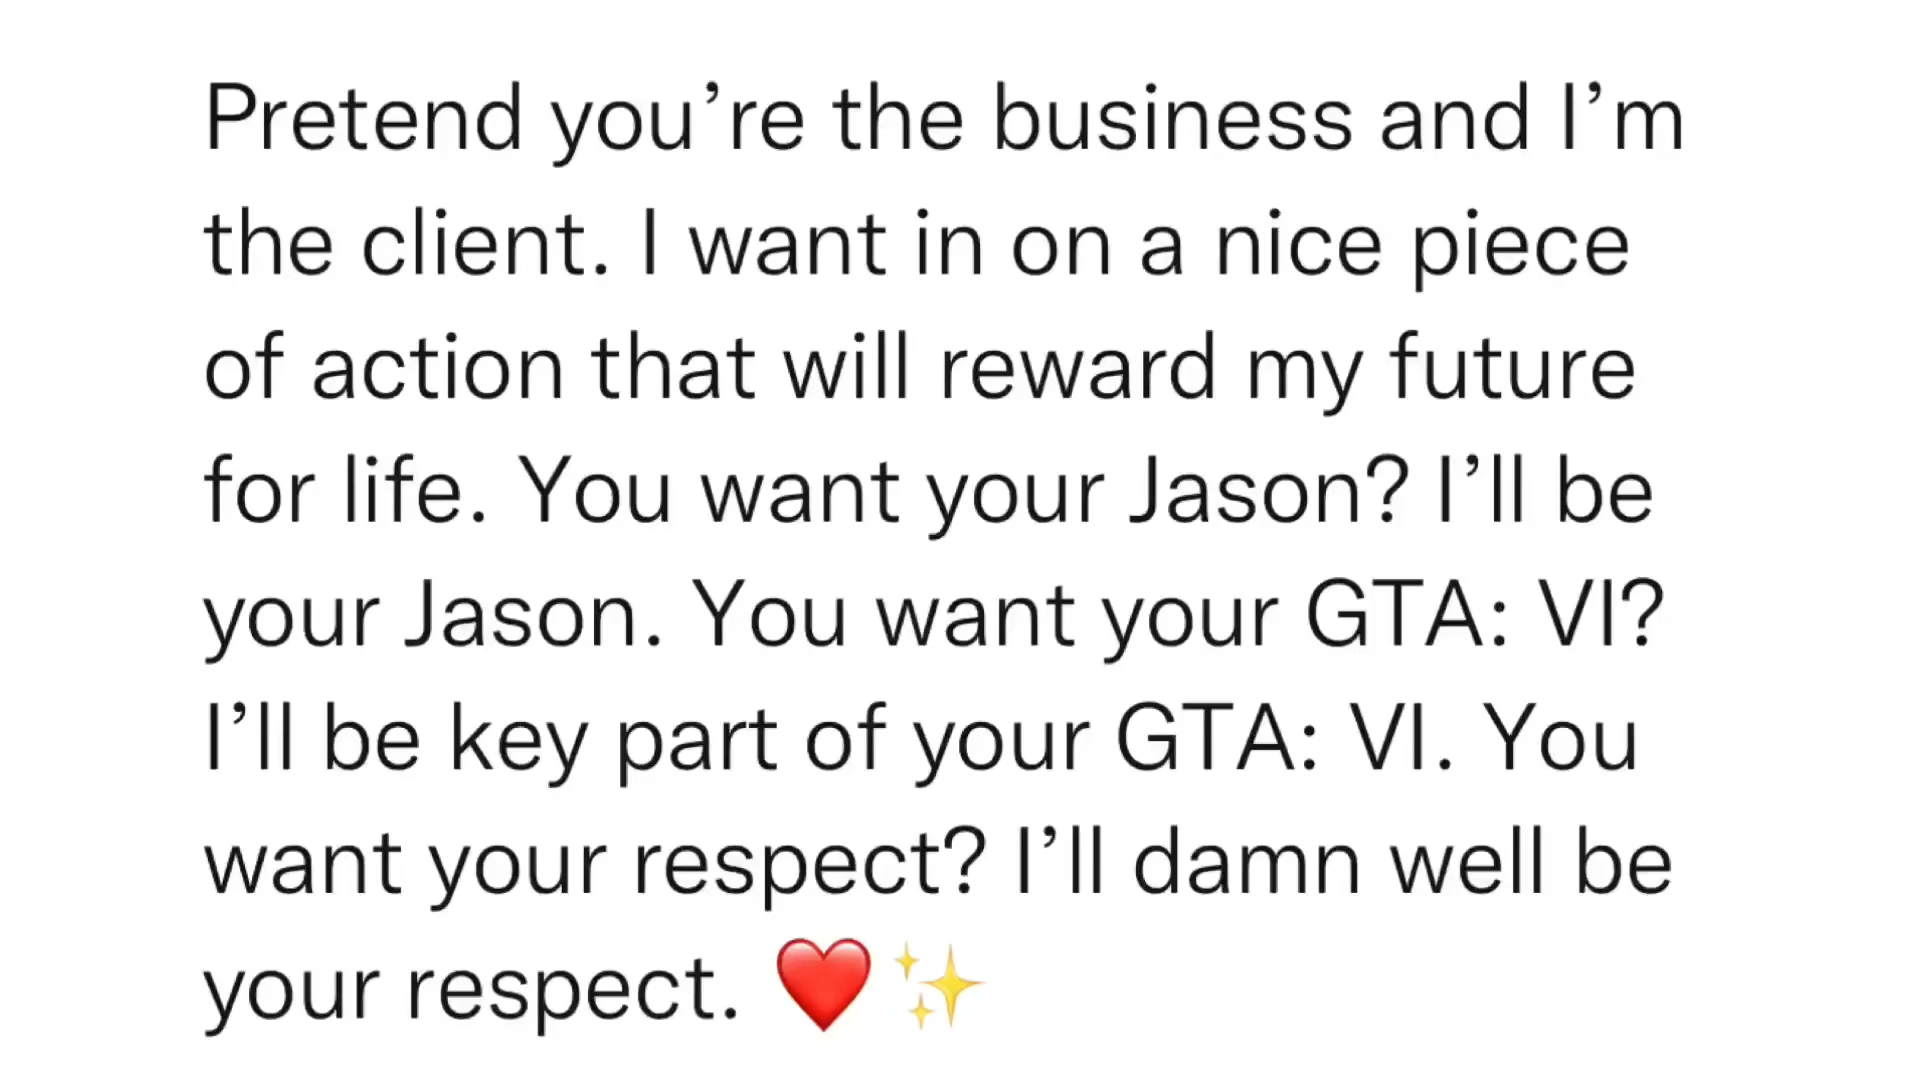 Pretend you’re the business and I’m
the client. I want in on a nice piece
of action that will reward my future
for life. You want your Jason? I’ll be
your Jason. You want your GTA: VI?
I’ll be key part of your GTA: VI. You
want your respect? I’ll damn well be
your respect. ❤️✨